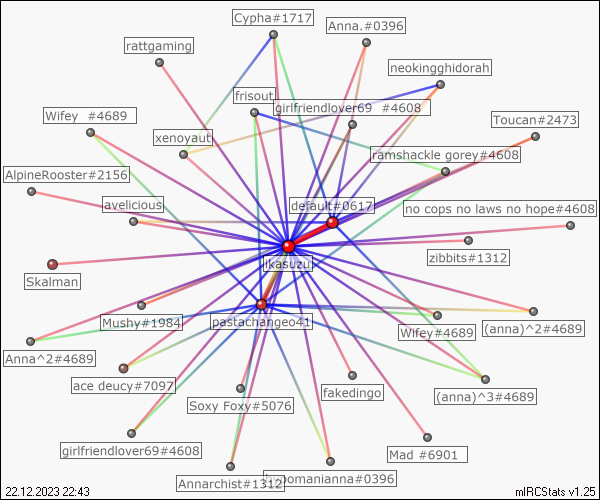 Cypha#1717
Anna.#0396
rattgaming
neokingghidorah
frisout
girlfriendlover69 #4608
Wifey #4689
Toucan#2473
xenoyaut
ramshackle gorey#4608
AlpineRooster#2156
avelicious
default#0617
no cops no laws no hope#4608
zibbits#1312
Skalman
Mushy#1984
pastachangeo41
Wifey#4689
(anna)^2#4689
Anna^2#4689
ace deucy#7097
Soxy Foxy#5076
fakedingo
(anna)^3#4689
girlfriendlover69#4608
Mad #6901
Annarchist#1312
hypomanianna#0396
22.12.2023 22:43
mIRCStats v1.25